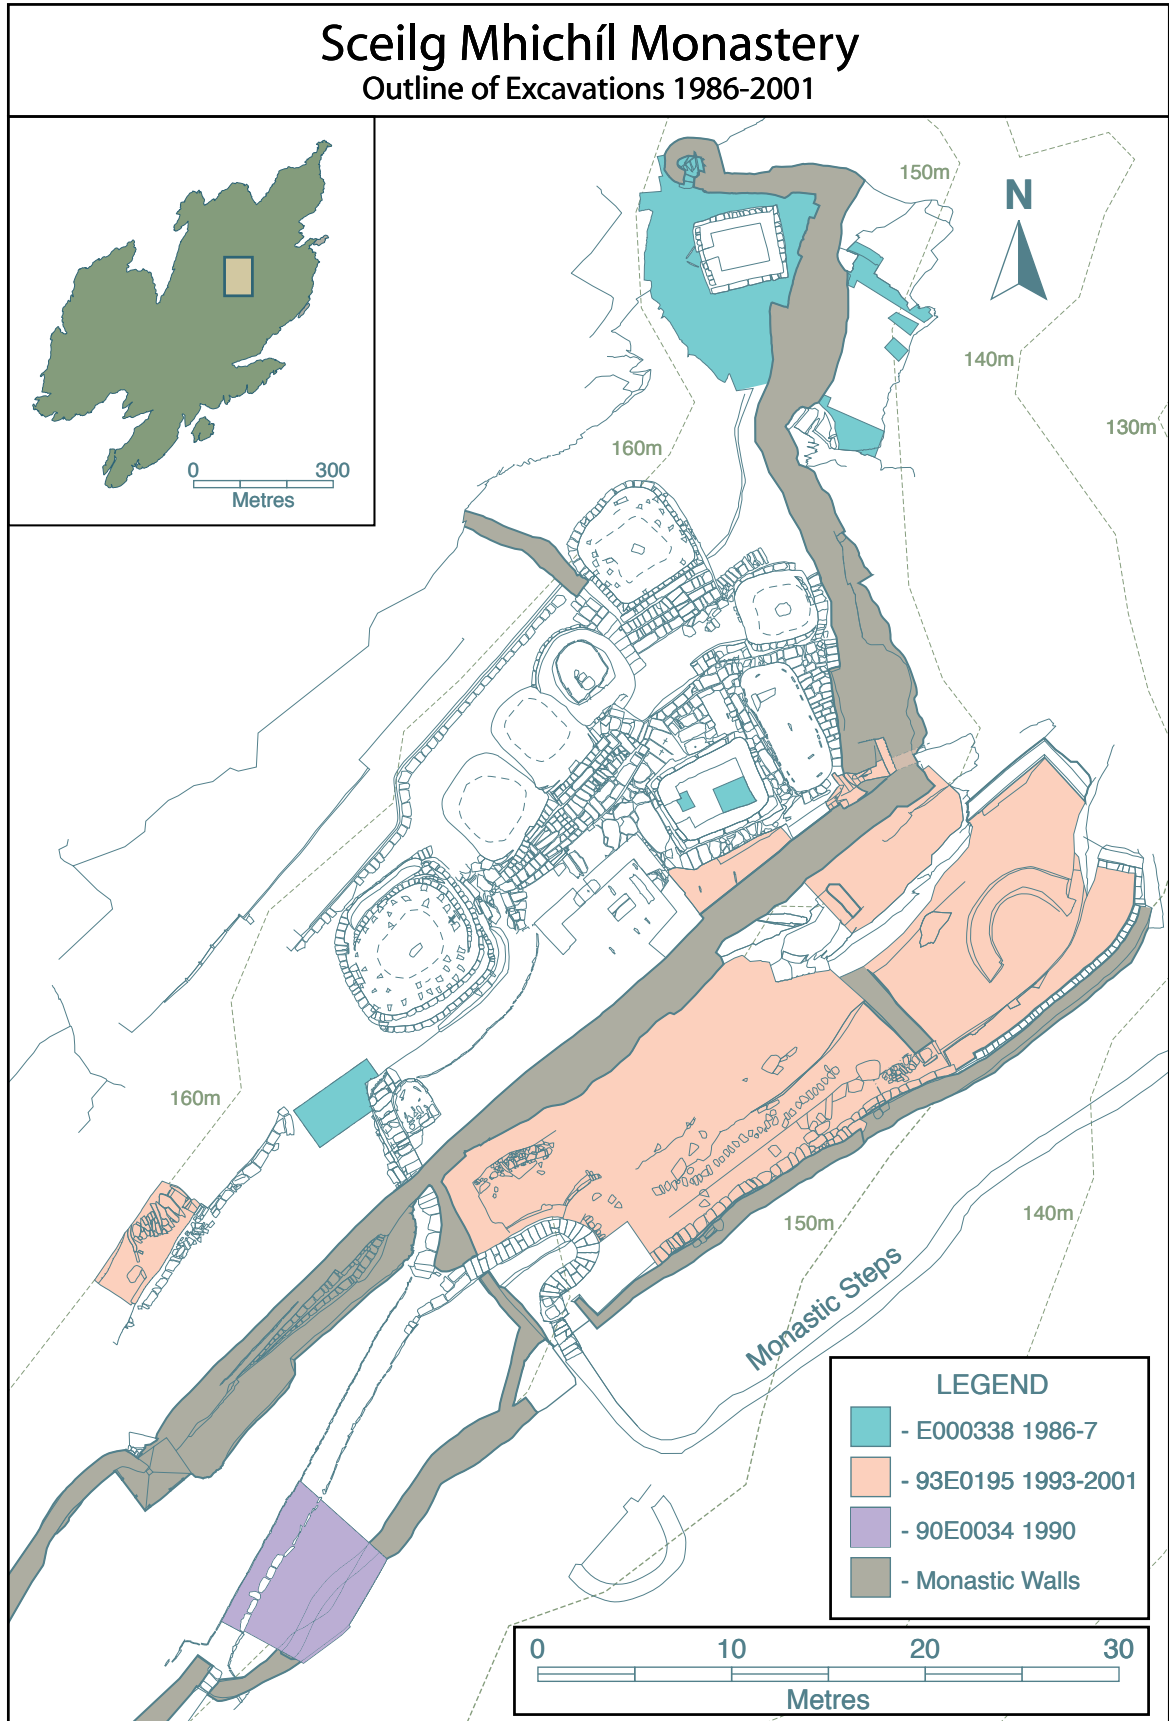 Sceilg Mhichíl Monastery
Outline of Excavations 1986-2001
0 300
Metres
150m
N
140m
130m
160m
160m
150m
140m
Monastic Steps
LEGEND
- E000338 1986-7
- 93E0195 1993-2001
- 90E0034 1990
- Monastic Walls
0 10 20 30
Metres